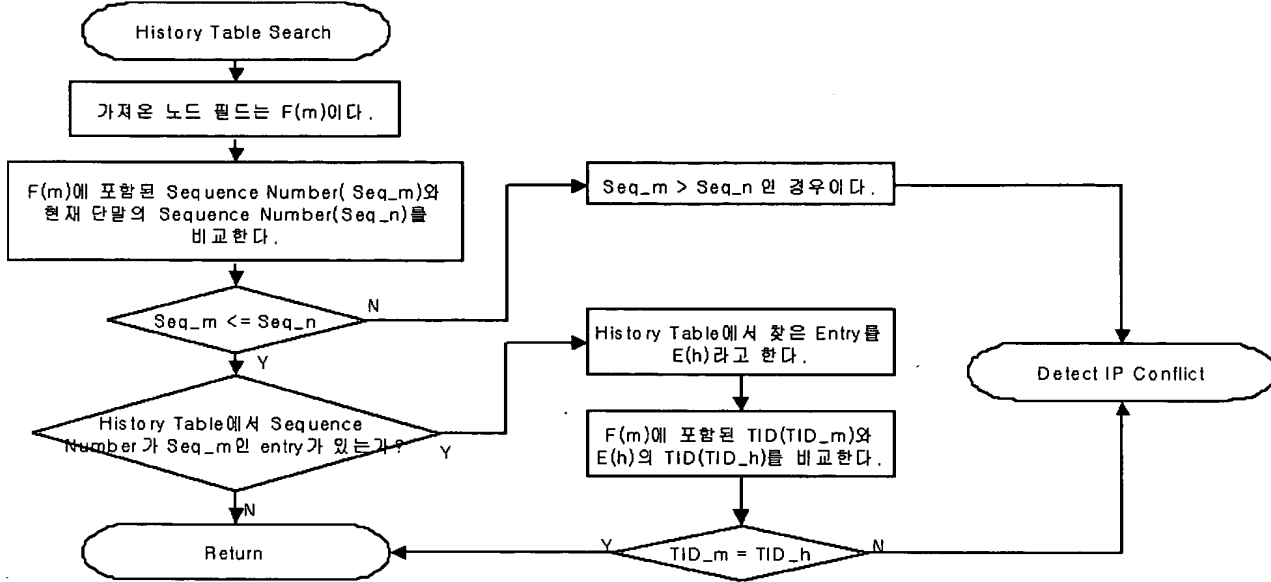 History Table Search
가져온 노드 필드는 F(m)이다.
F(m)에 포함된 Sequence Number( Seq_m)와
현재 단말의 Sequence Number(Seq_n)를
비교한다.
Seq_m > Seq_n 인 경우이다.
Seq_m <= Seq_n
N
Y
History Table에서 찾은 Entry를
E(h)라고 한다.
Detect IP Conflict
History Table에서 Sequence
Number가 Seq_m인 entry가 있는가?
Y
N
F(m)에 포함된 TID(TID_m)와
E(h)의 TID(TID_h)를 비교한다.
Return
Y
TID_m = TID_h
N